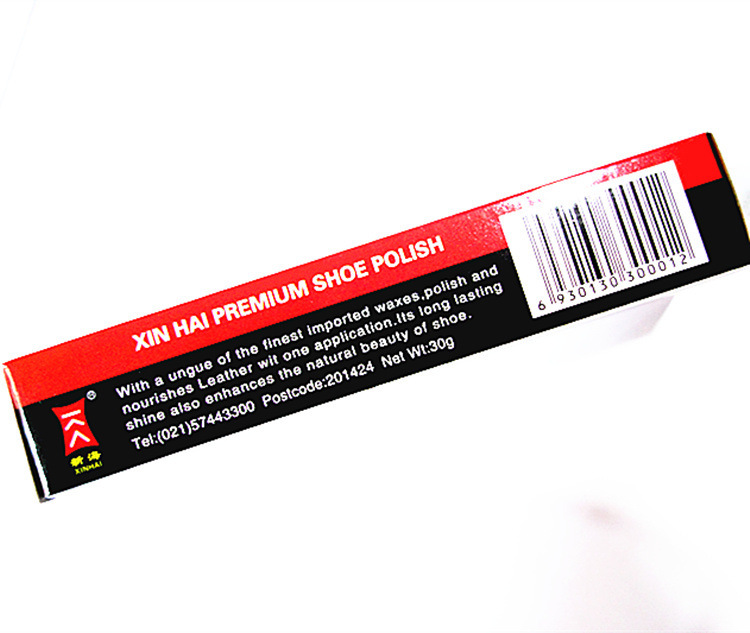 XIN HAI PREMIUM SHOE POLISH
With a ungue of the finest imported waxes,polish and
nourishes Leather wit one application.Its long lasting
shine also enhances the natural beauty of shoe.
Tel:(021)57443300 Postcode:201424 Net Wt:30g
®
新海
XINHAI
6 930130 300012